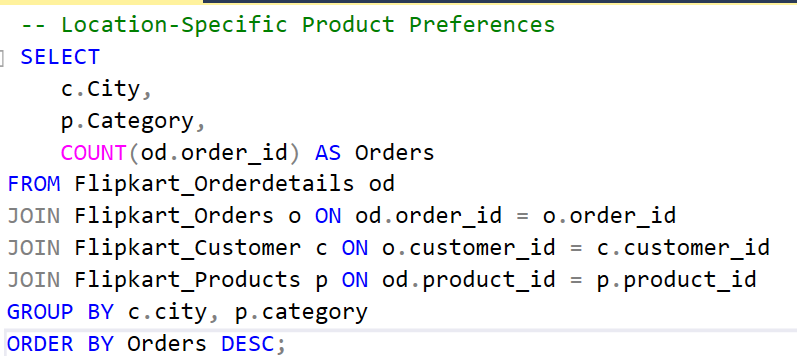 -- Location-Specific Product Preferences
SELECT
    c.City,
    p.Category,
    COUNT(od.order_id) AS Orders
FROM Flipkart_Orderdetails od
JOIN Flipkart_Orders o ON od.order_id = o.order_id
JOIN Flipkart_Customer c ON o.customer_id = c.customer_id
JOIN Flipkart_Products p ON od.product_id = p.product_id
GROUP BY c.city, p.category
ORDER BY Orders DESC;